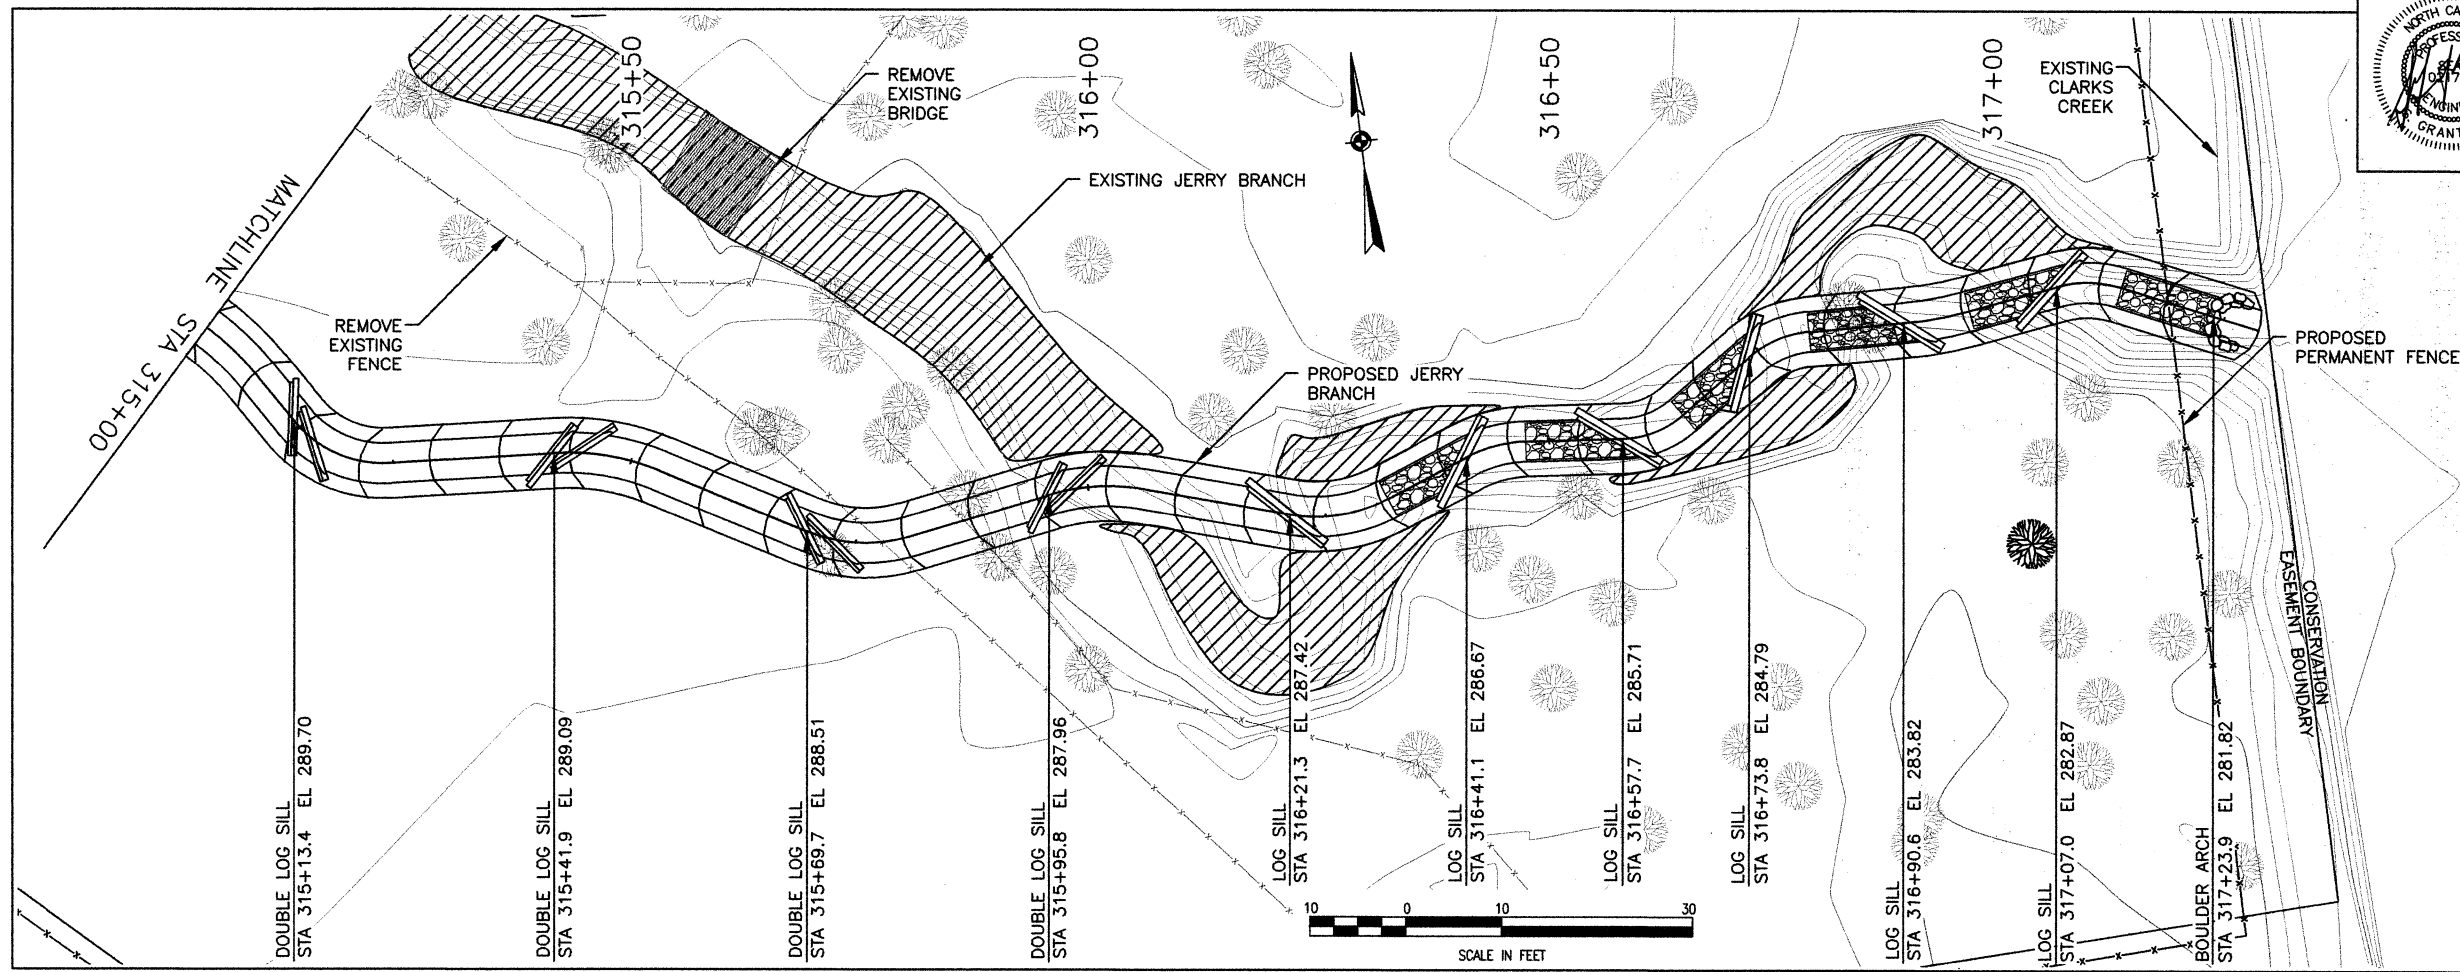 315+50
316+00
316+50
317+00
REMOVE
EXISTING
BRIDGE
EXISTING
CLARKS
CREEK
NORTH CA
PROFESS
SEA
ENGIN
GRANT
EXISTING JERRY BRANCH
MATCHLINE
STA 315+00
REMOVE
EXISTING
FENCE
PROPOSED JERRY
BRANCH
PROPOSED
PERMANENT FENCE
CONSERVATION
EASEMENT BOUNDARY
DOUBLE LOG SILL
STA 315+13.4 EL 289.70
DOUBLE LOG SILL
STA 315+41.9 EL 289.09
DOUBLE LOG SILL
STA 315+69.7 EL 288.51
DOUBLE LOG SILL
STA 315+95.8 EL 287.96
LOG SILL
STA 316+21.3 EL 287.42
LOG SILL
STA 316+41.1 EL 286.67
LOG SILL
STA 316+57.7 EL 285.71
LOG SILL
STA 316+73.8 EL 284.79
LOG SILL
STA 316+90.6 EL 283.82
LOG SILL
STA 317+07.0 EL 282.87
BOULDER ARCH
STA 317+23.9 EL 281.82
10 0 10 30
SCALE IN FEET